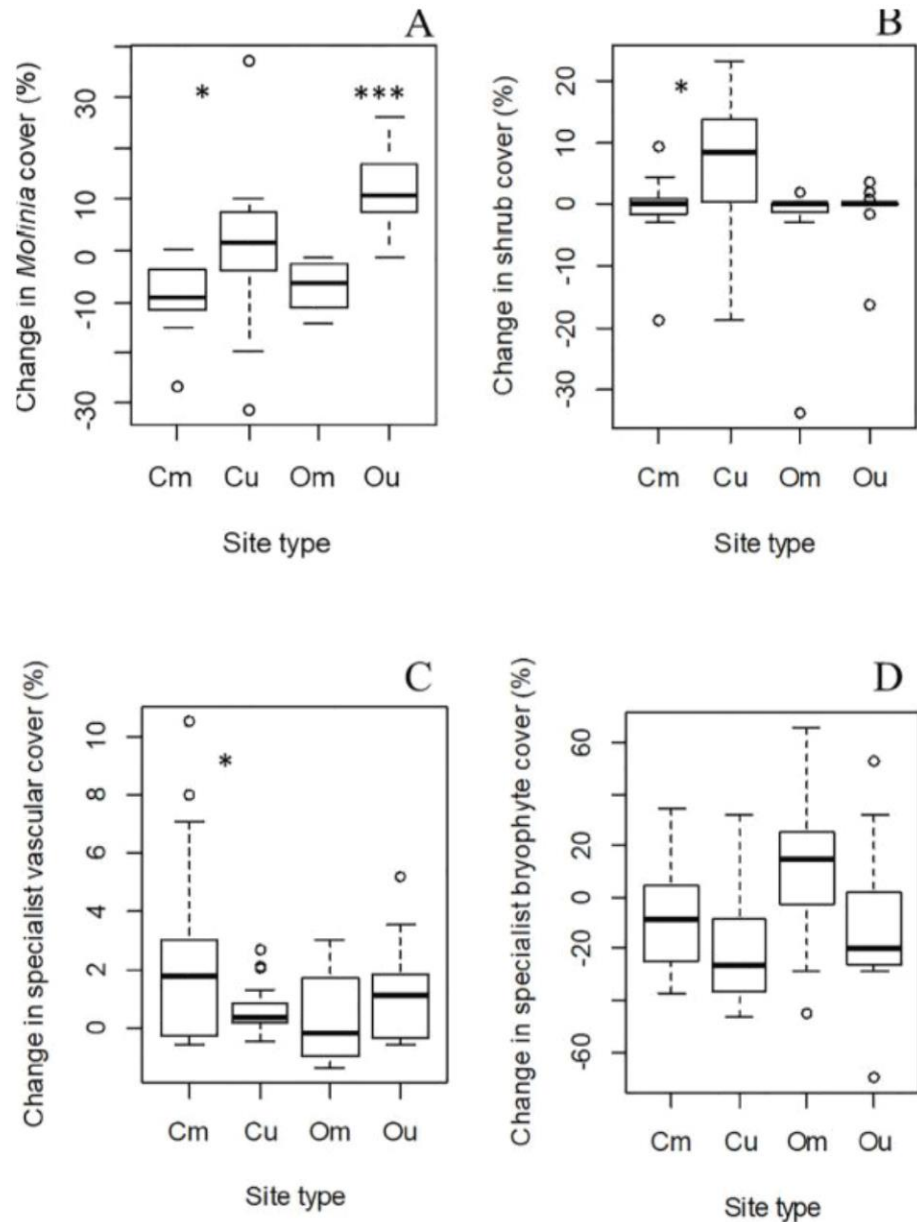 A
Change in Molinia cover (%)
30
10
0
-10
-30
*
***
Cm Cu Om Ou
Site type
B
Change in shrub cover (%)
20
10
0
-10
-20
-30
*
Cm Cu Om Ou
Site type
C
Change in specialist vascular cover (%)
10
8
6
4
2
0
*
Cm Cu Om Ou
Site type
D
Change in specialist bryophyte cover (%)
60
20
0
-20
-60
Cm Cu Om Ou
Site type